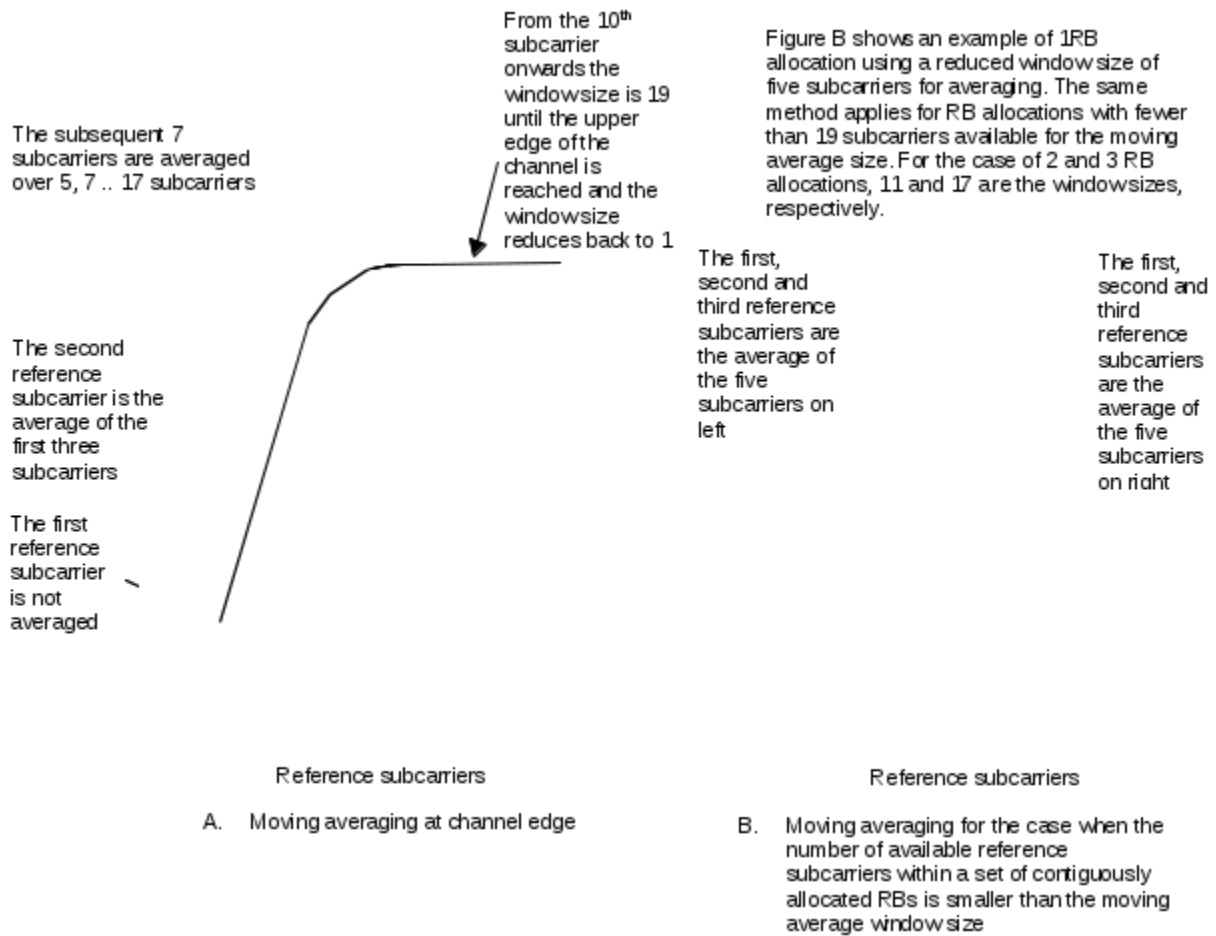 From the 10th
subcarrier
onwards the
window size is 19
until the upper
edge of the
channel is
reached and the
window size
reduces back to 1
Figure B shows an example of 1RB
allocation using a reduced window size of
five subcarriers for averaging. The same
method applies for RB allocations with fewer
than 19 subcarriers available for the moving
average size. For the case of 2 and 3 RB
allocations, 11 and 17 are the window sizes,
respectively.
The subsequent 7
subcarriers are averaged
over 5, 7 .. 17 subcarriers
The second
reference
subcarrier is the
average of the
first three
subcarriers
The first
reference
subcarrier
is not
averaged
The first,
second and
third reference
subcarriers are
the average of
the five
subcarriers on
left
The first,
second and
third
reference
subcarriers
are the
average of
the five
subcarriers
on right
Reference subcarriers
A. Moving averaging at channel edge
Reference subcarriers
B. Moving averaging for the case when the
number of available reference
subcarriers within a set of contiguously
allocated RBs is smaller than the moving
average window size